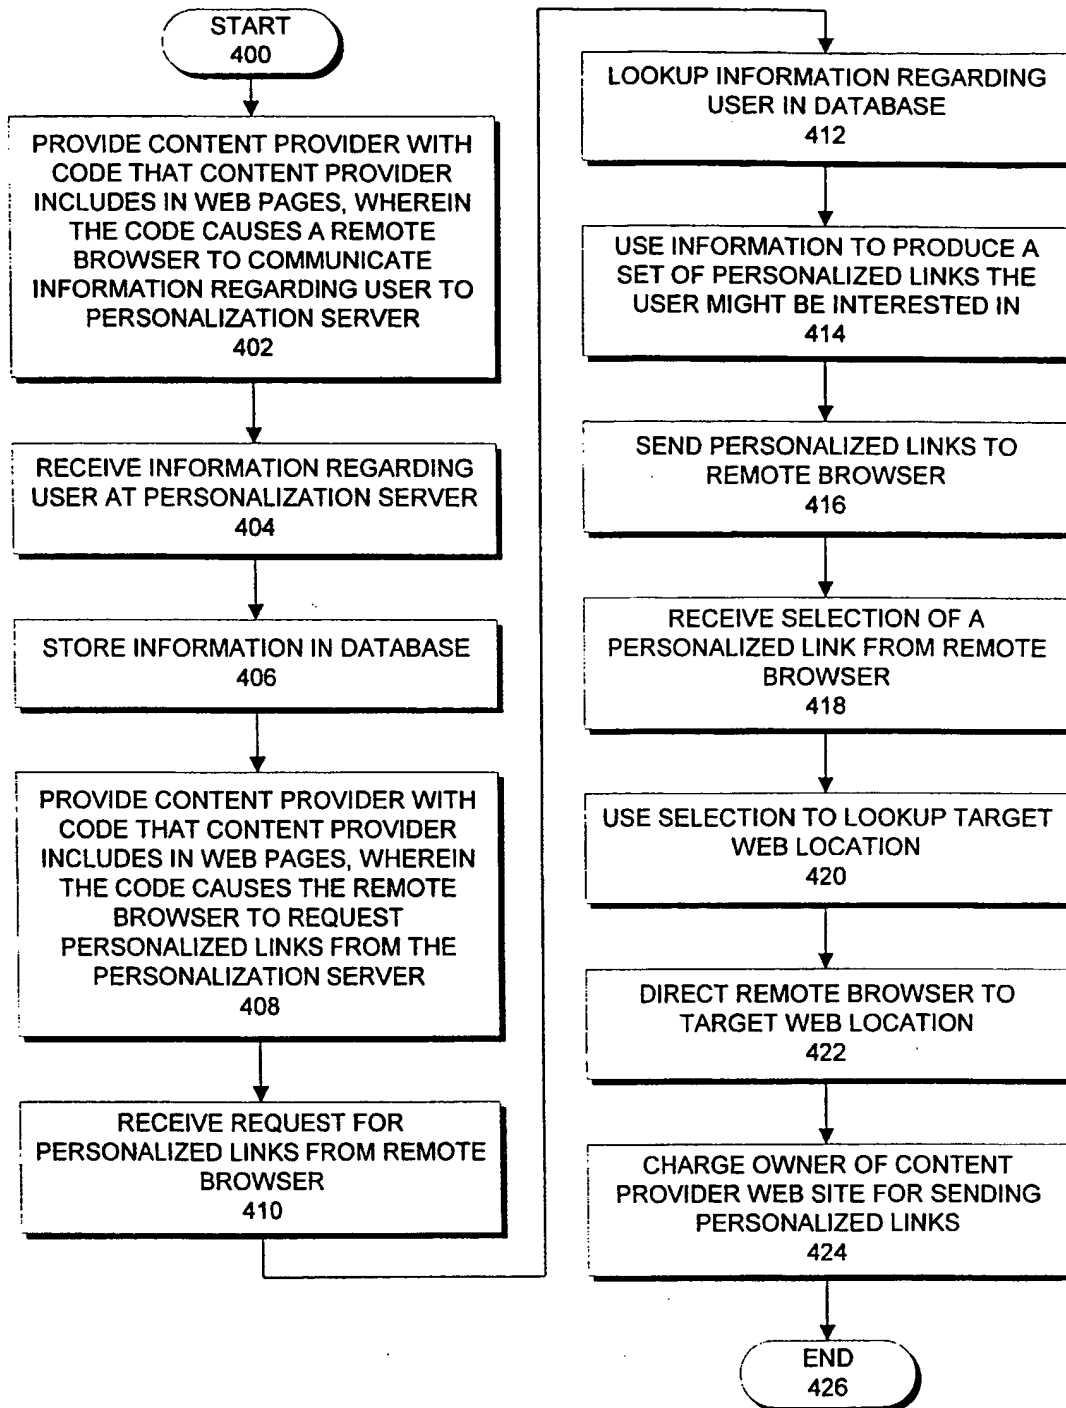 START
400
PROVIDE CONTENT PROVIDER WITH
CODE THAT CONTENT PROVIDER
INCLUDES IN WEB PAGES, WHEREIN
THE CODE CAUSES A REMOTE
BROWSER TO COMMUNICATE
INFORMATION REGARDING USER TO
PERSONALIZATION SERVER
402
RECEIVE INFORMATION REGARDING
USER AT PERSONALIZATION SERVER
404
STORE INFORMATION IN DATABASE
406
PROVIDE CONTENT PROVIDER WITH
CODE THAT CONTENT PROVIDER
INCLUDES IN WEB PAGES, WHEREIN
THE CODE CAUSES THE REMOTE
BROWSER TO REQUEST
PERSONALIZED LINKS FROM THE
PERSONALIZATION SERVER
408
RECEIVE REQUEST FOR
PERSONALIZED LINKS FROM REMOTE
BROWSER
410
LOOKUP INFORMATION REGARDING
USER IN DATABASE
412
USE INFORMATION TO PRODUCE A
SET OF PERSONALIZED LINKS THE
USER MIGHT BE INTERESTED IN
414
SEND PERSONALIZED LINKS TO
REMOTE BROWSER
416
RECEIVE SELECTION OF A
PERSONALIZED LINK FROM REMOTE
BROWSER
418
USE SELECTION TO LOOKUP TARGET
WEB LOCATION
420
DIRECT REMOTE BROWSER TO
TARGET WEB LOCATION
422
CHARGE OWNER OF CONTENT
PROVIDER WEB SITE FOR SENDING
PERSONALIZED LINKS
424
END
426